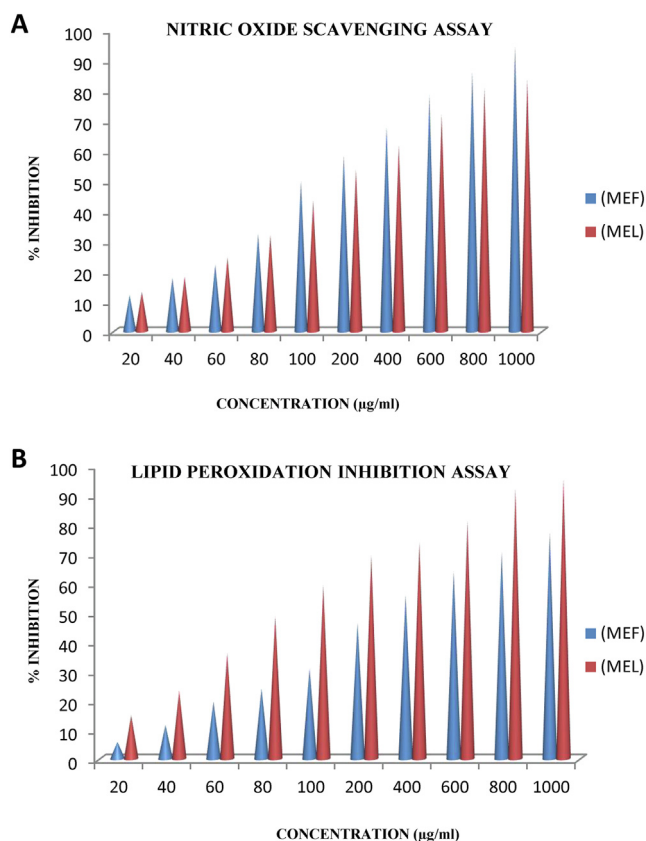 A
NITRIC OXIDE SCAVENGING ASSAY
% INHIBITION
100
90
80
70
60
50
40
30
20
10
0
20 40 60 80 100 200 400 600 800 1000
CONCENTRATION (µg/ml)
(MEF)
(MEL)
B
LIPID PEROXIDATION INHIBITION ASSAY
% INHIBITION
100
90
80
70
60
50
40
30
20
10
0
20 40 60 80 100 200 400 600 800 1000
CONCENTRATION (µg/ml)
(MEF)
(MEL)